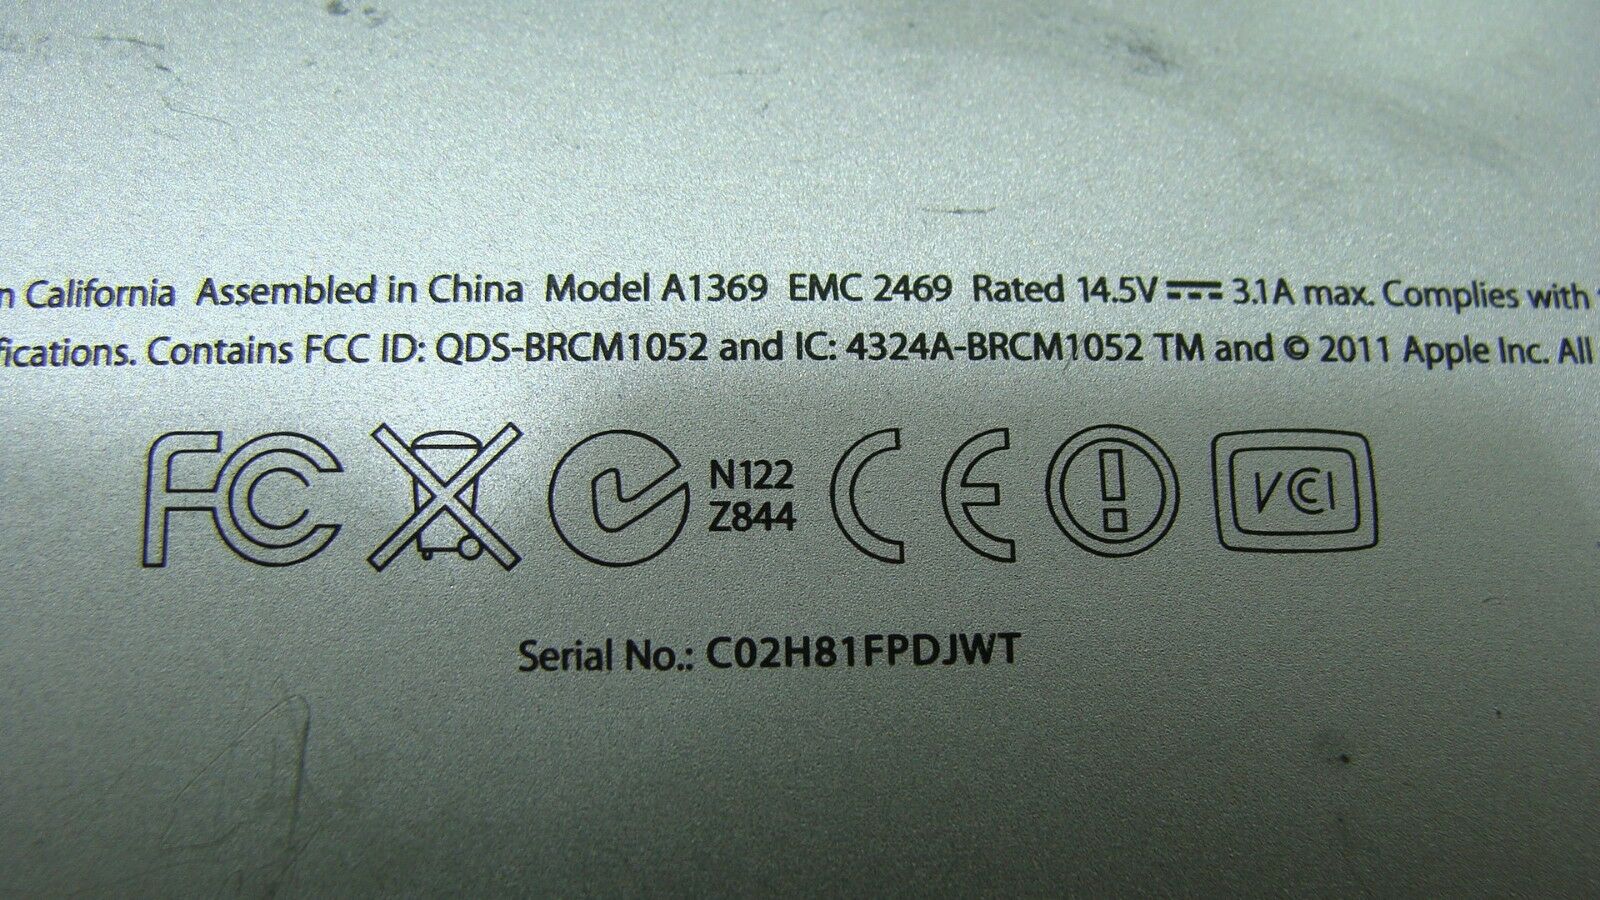 n California Assembled in China Model A1369 EMC 2469 Rated 14.5V ⎓ 3.1A max. Complies with
fications. Contains FCC ID: QDS-BRCM1052 and IC: 4324A-BRCM1052 TM and © 2011 Apple Inc. All
FC N122 CE ! VCCI
Z844
Serial No.: C02H81FPDJWT